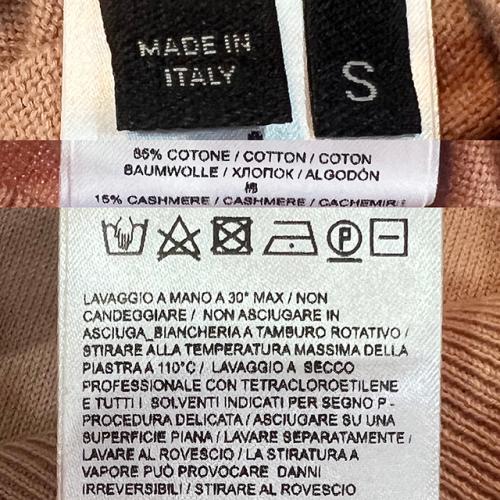 MADE IN
ITALY
S
85% COTONE / COTTON / COTON
BAUMWOLLE / ХЛОПОК / ALGODÓN
棉
15% CASHMERE / CASHMERE / CACHEMIRE
P
LAVAGGIO A MANO A 30° MAX / NON
CANDEGGIARE / NON ASCIUGARE IN
ASCIUGA_BIANCHERIA A TAMBURO ROTATIVO /
STIRARE ALLA TEMPERATURA MASSIMA DELLA
PIASTRA A 110°C / LAVAGGIO A SECCO
PROFESSIONALE CON TETRACLOROETILENE
E TUTTI I SOLVENTI INDICATI PER SEGNO P -
PROCEDURA DELICATA / ASCIUGARE SU UNA
SUPERFICIE PIANA / LAVARE SEPARATAMENTE /
LAVARE AL ROVESCIO / LA STIRATURA A
VAPORE PUÒ PROVOCARE DANNI
IRREVERSIBILI / STIRARE AL ROVESCIO